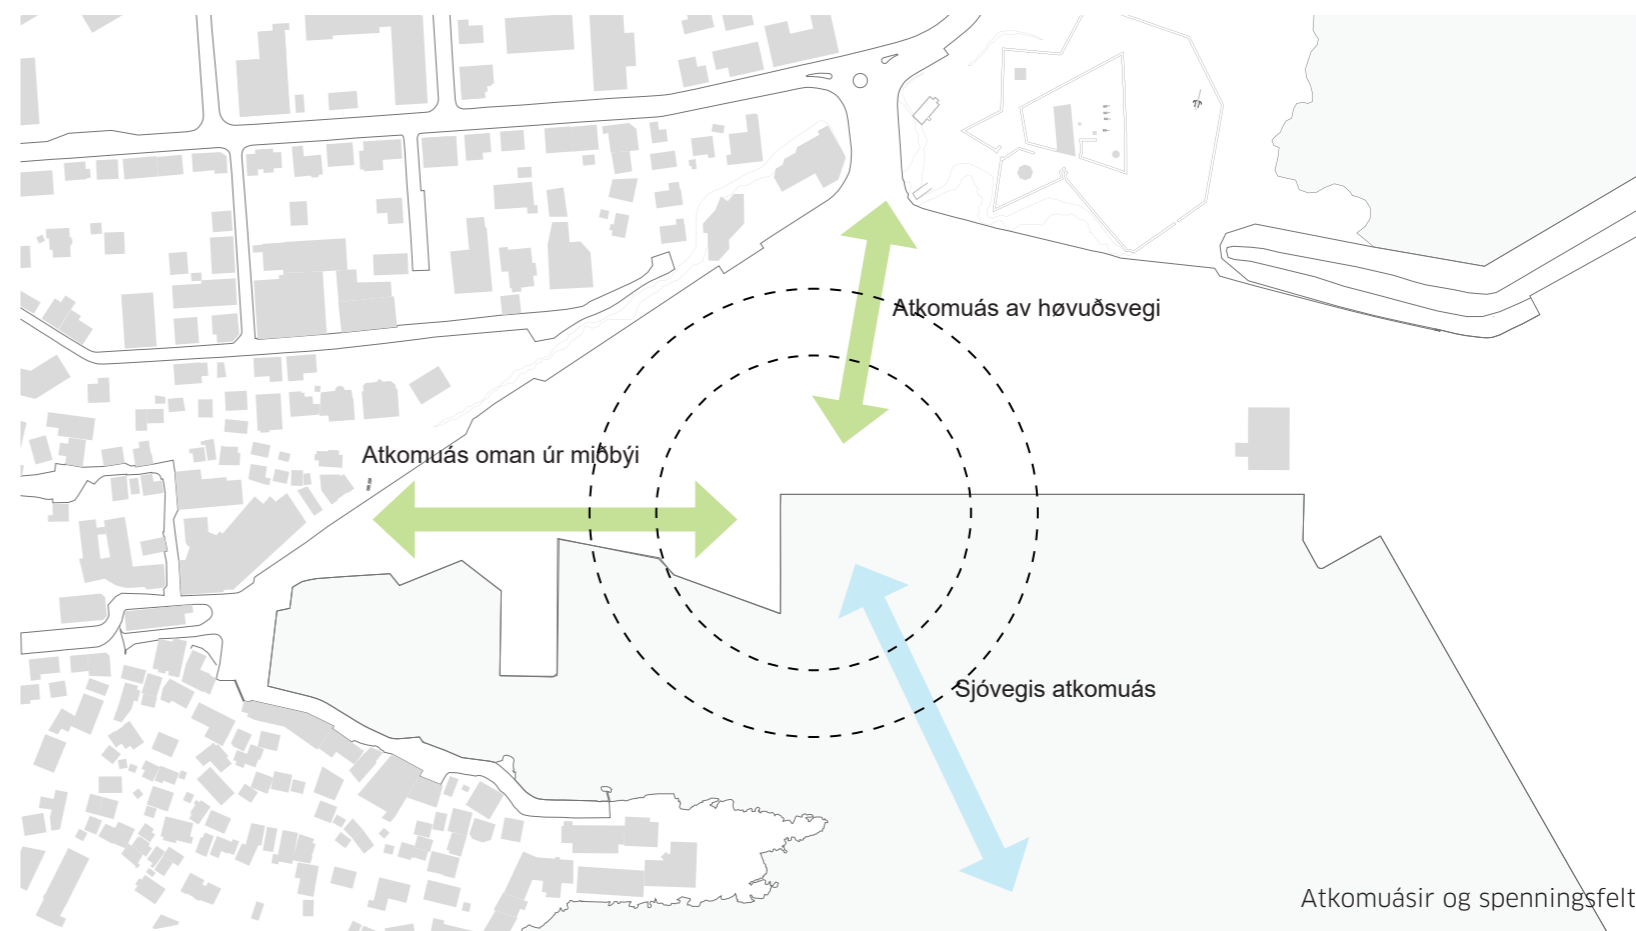 Atkomuás av høvuðsvegi
Atkomuás oman úr miðbýi
Sjóvegis atkomuás
Atkomuásir og spenningsfelt